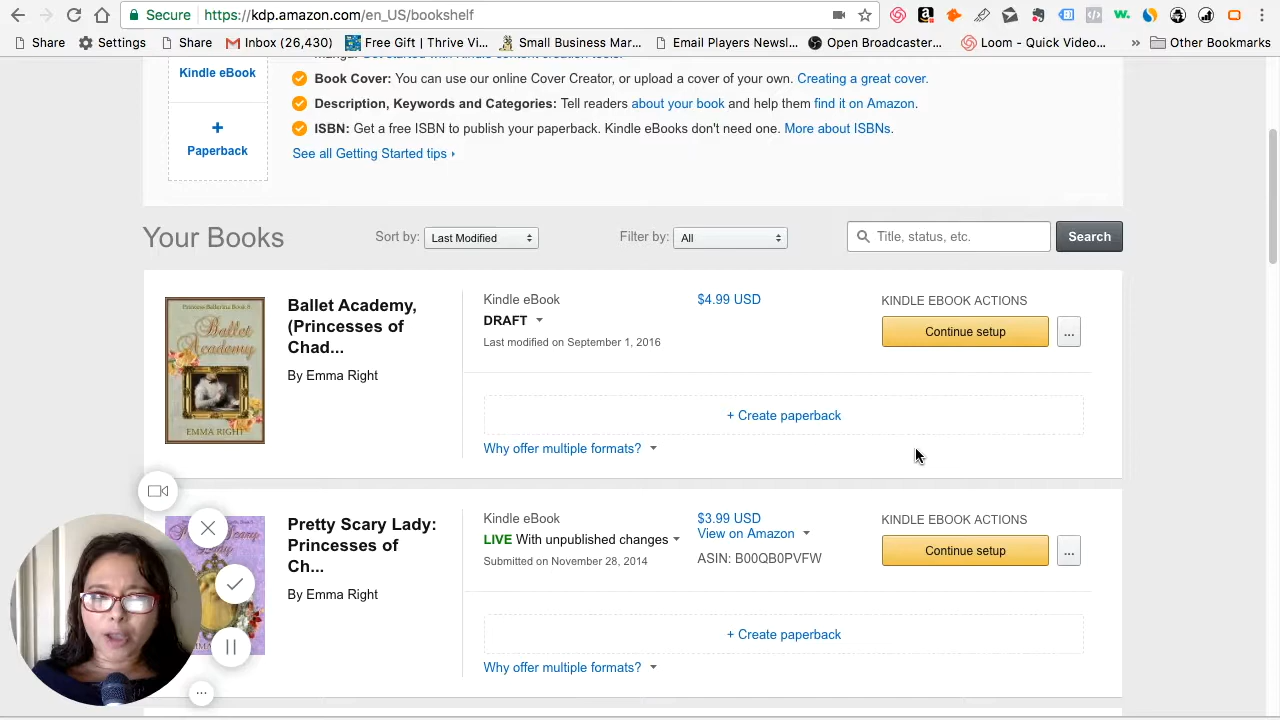 Secure https://kdp.amazon.com/en_US/bookshelf
Share Settings Share Inbox (26,430) Free Gift | Thrive Vi... Small Business Mar... Email Players Newsl... Open Broadcaster... Loom - Quick Video... » Other Bookmarks
Kindle eBook
Book Cover: You can use our online Cover Creator, or upload a cover of your own. Creating a great cover.
Description, Keywords and Categories: Tell readers about your book and help them find it on Amazon.
ISBN: Get a free ISBN to publish your paperback. Kindle eBooks don't need one. More about ISBNs.
+
Paperback
See all Getting Started tips ›
Your Books
Sort by: Last Modified
Filter by: All
Title, status, etc.
Search
Princess Ballerina Book 8
Ballet
Academy
EMMA RIGHT
Ballet Academy,
(Princesses of
Chad...
By Emma Right
Kindle eBook
DRAFT
Last modified on September 1, 2016
$4.99 USD
KINDLE EBOOK ACTIONS
Continue setup
...
+ Create paperback
Why offer multiple formats?
Pretty Scary Lady:
Princesses of
Ch...
By Emma Right
Kindle eBook
LIVE With unpublished changes
Submitted on November 28, 2014
$3.99 USD
View on Amazon
ASIN: B00QB0PVFW
KINDLE EBOOK ACTIONS
Continue setup
...
+ Create paperback
Why offer multiple formats?
...